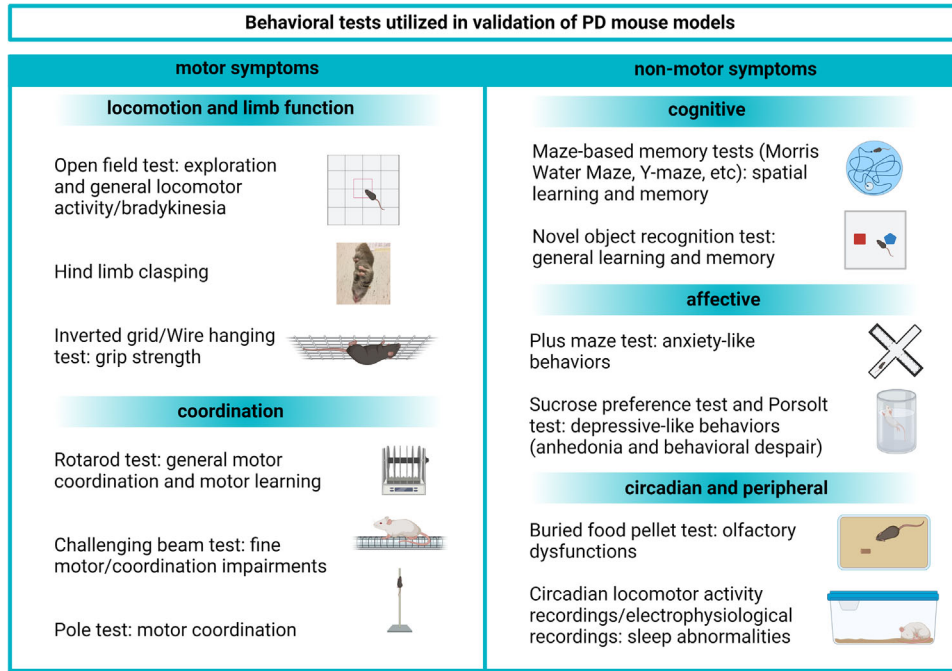 Behavioral tests utilized in validation of PD mouse models
motor symptoms
locomotion and limb function
Open field test: exploration
and general locomotor
activity/bradykinesia
Hind limb clasping
Inverted grid/Wire hanging
test: grip strength
coordination
Rotarod test: general motor
coordination and motor learning
Challenging beam test: fine
motor/coordination impairments
Pole test: motor coordination
non-motor symptoms
cognitive
Maze-based memory tests (Morris
Water Maze, Y-maze, etc): spatial
learning and memory
Novel object recognition test:
general learning and memory
affective
Plus maze test: anxiety-like
behaviors
Sucrose preference test and Porsolt
test: depressive-like behaviors
(anhedonia and behavioral despair)
circadian and peripheral
Buried food pellet test: olfactory
dysfunctions
Circadian locomotor activity
recordings/electrophysiological
recordings: sleep abnormalities